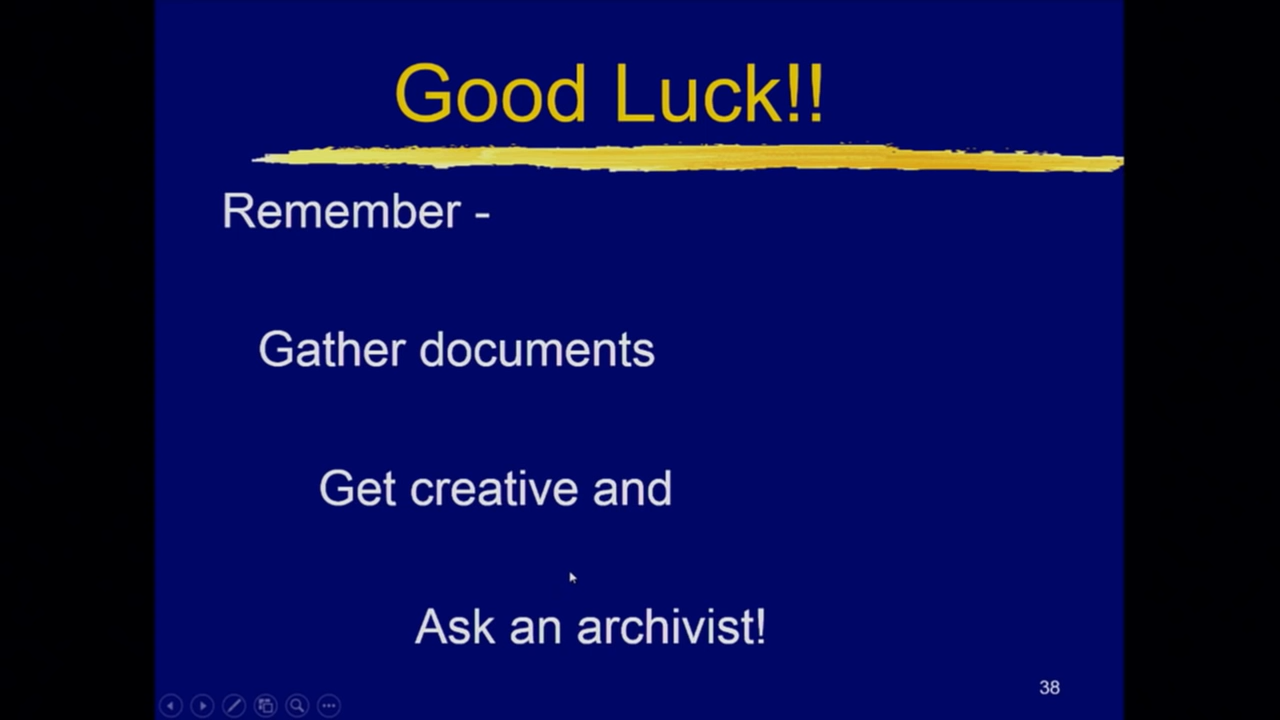 Good Luck!!
Remember -
Gather documents
Get creative and
Ask an archivist!
38